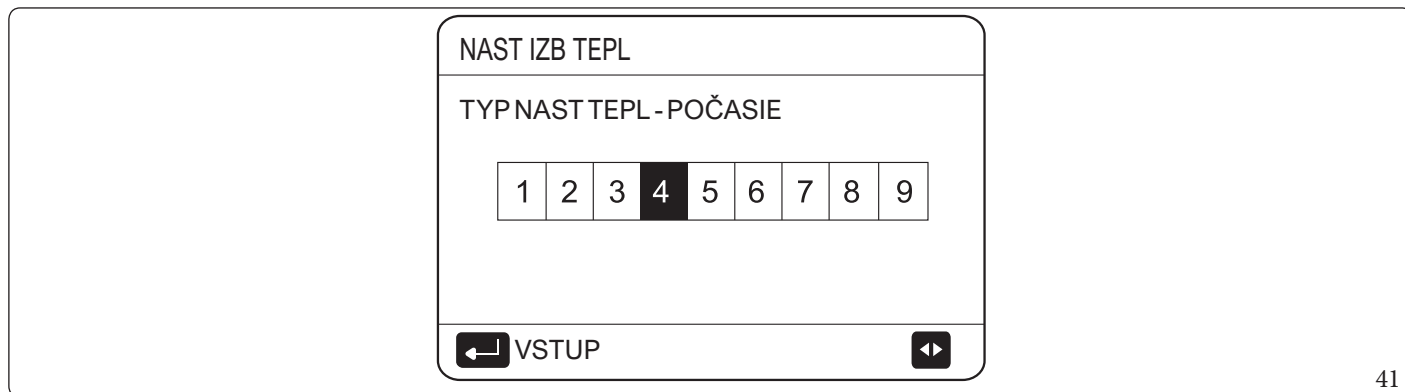 NAST IZB TEPL
TYP NAST TEPL - POČASIE
1 2 3 4 5 6 7 8 9
VSTUP
41